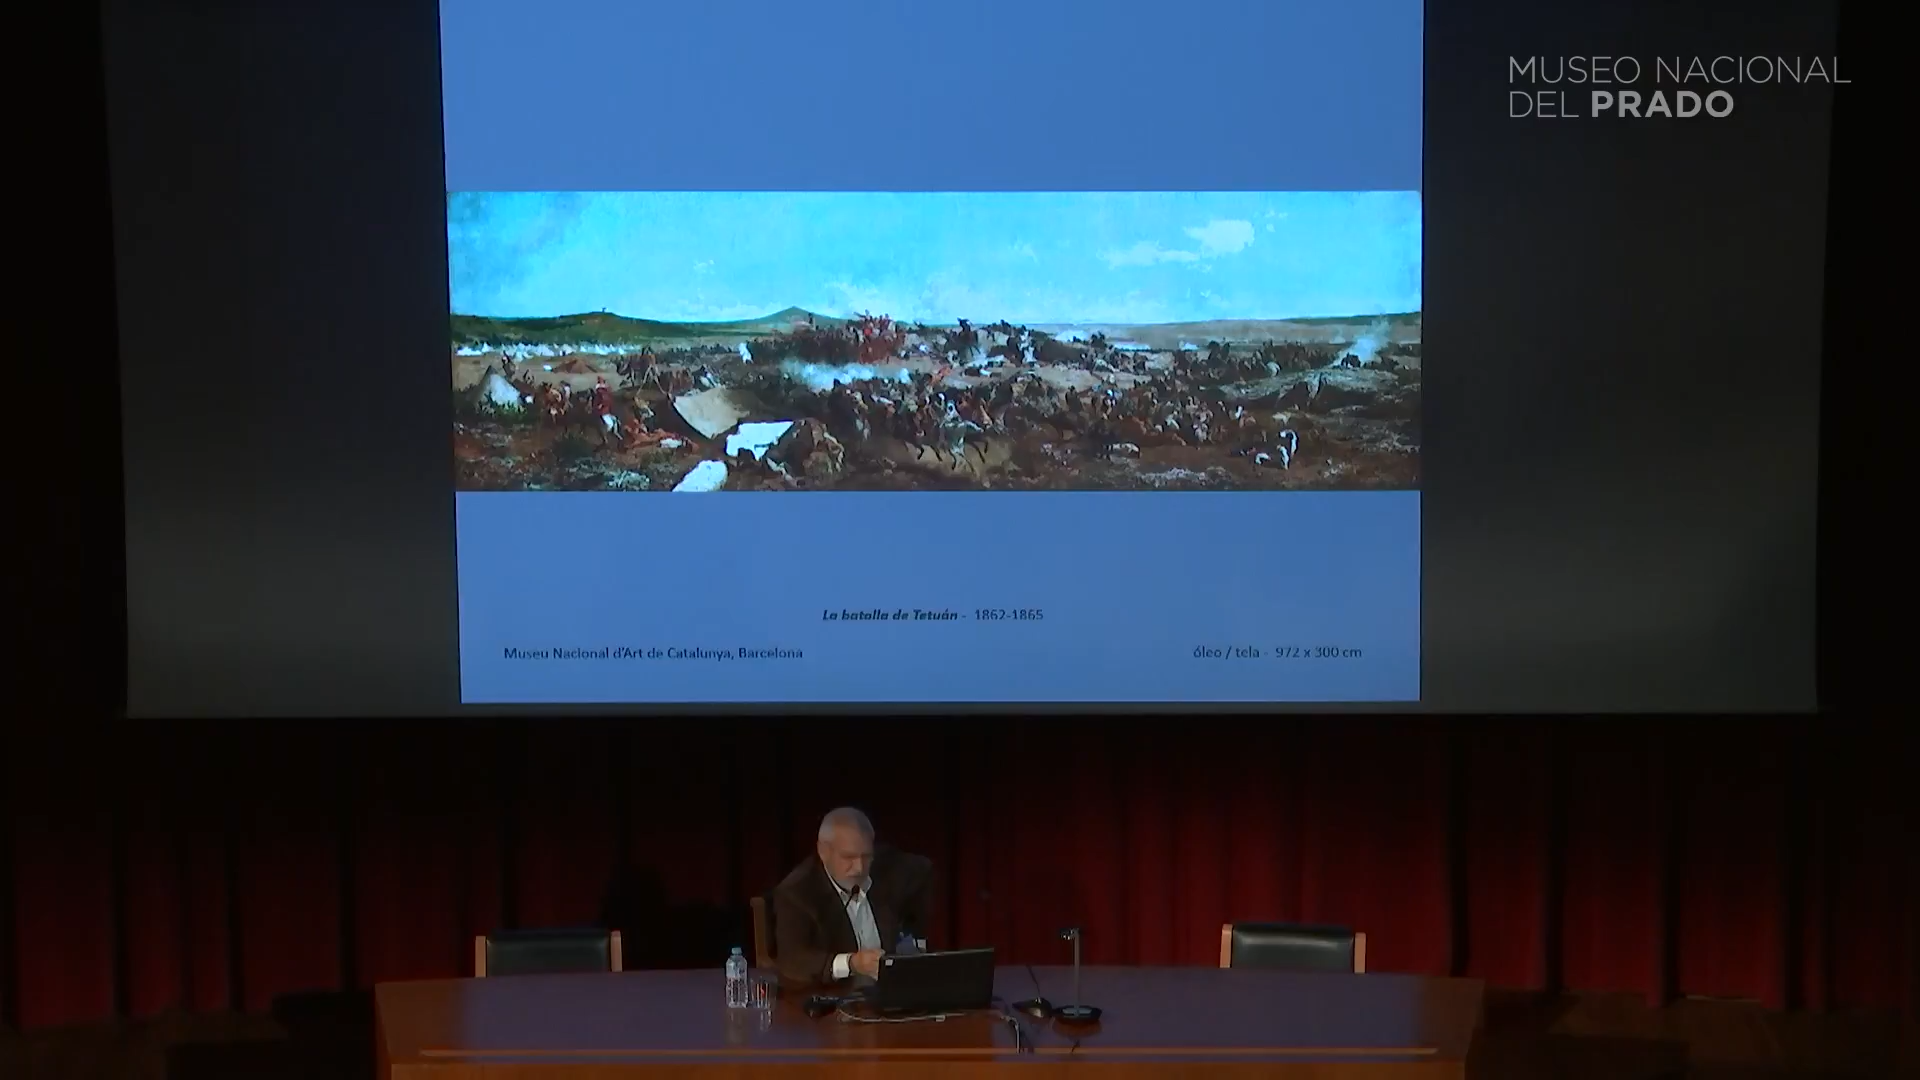 MUSEO NACIONAL
DEL PRADO
La batalla de Tetuán - 1862-1865
Museu Nacional d'Art de Catalunya, Barcelona
óleo / tela - 972 x 300 cm